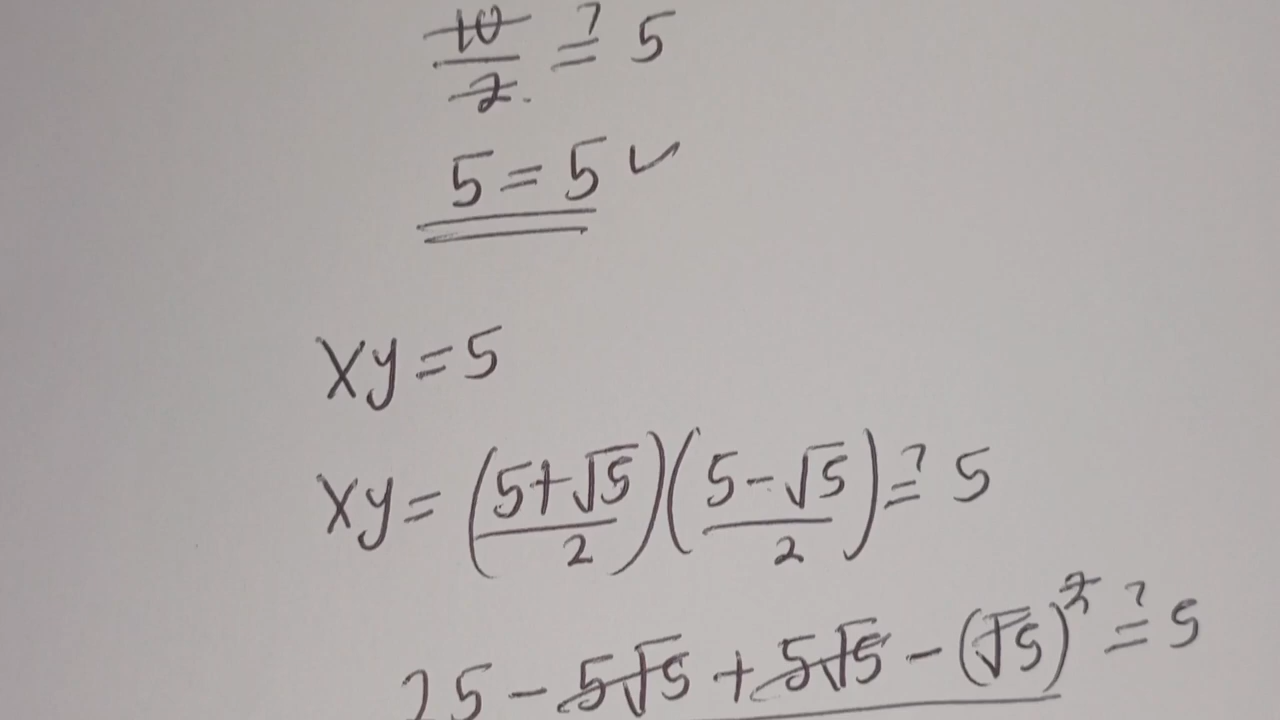 10/2 ≟ 5
5 = 5 ✓
xy = 5
xy = ((5+√5)/2)((5-√5)/2) ≟ 5
25 - 5√5 + 5√5 - (√5)² ≟ 5